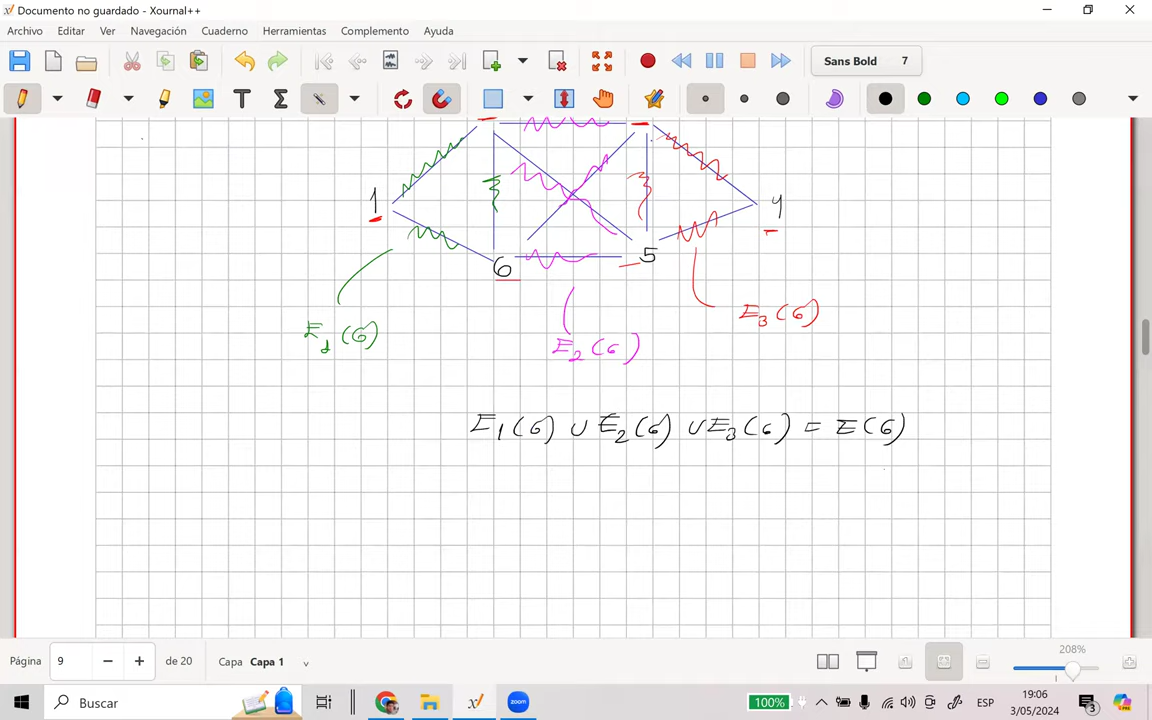 Documento no guardado - Xournal++
Archivo Editar Ver Navegación Cuaderno Herramientas Complemento Ayuda
Sans Bold 7
1
4
6
5
E1(G)
E2(G)
E3(G)
E1(G) ∪ E2(G) ∪ E3(G) = E(G)
Página 9 de 20 Capa Capa 1
208%
Buscar
zoom
100%
ESP
19:06
3/05/2024
3